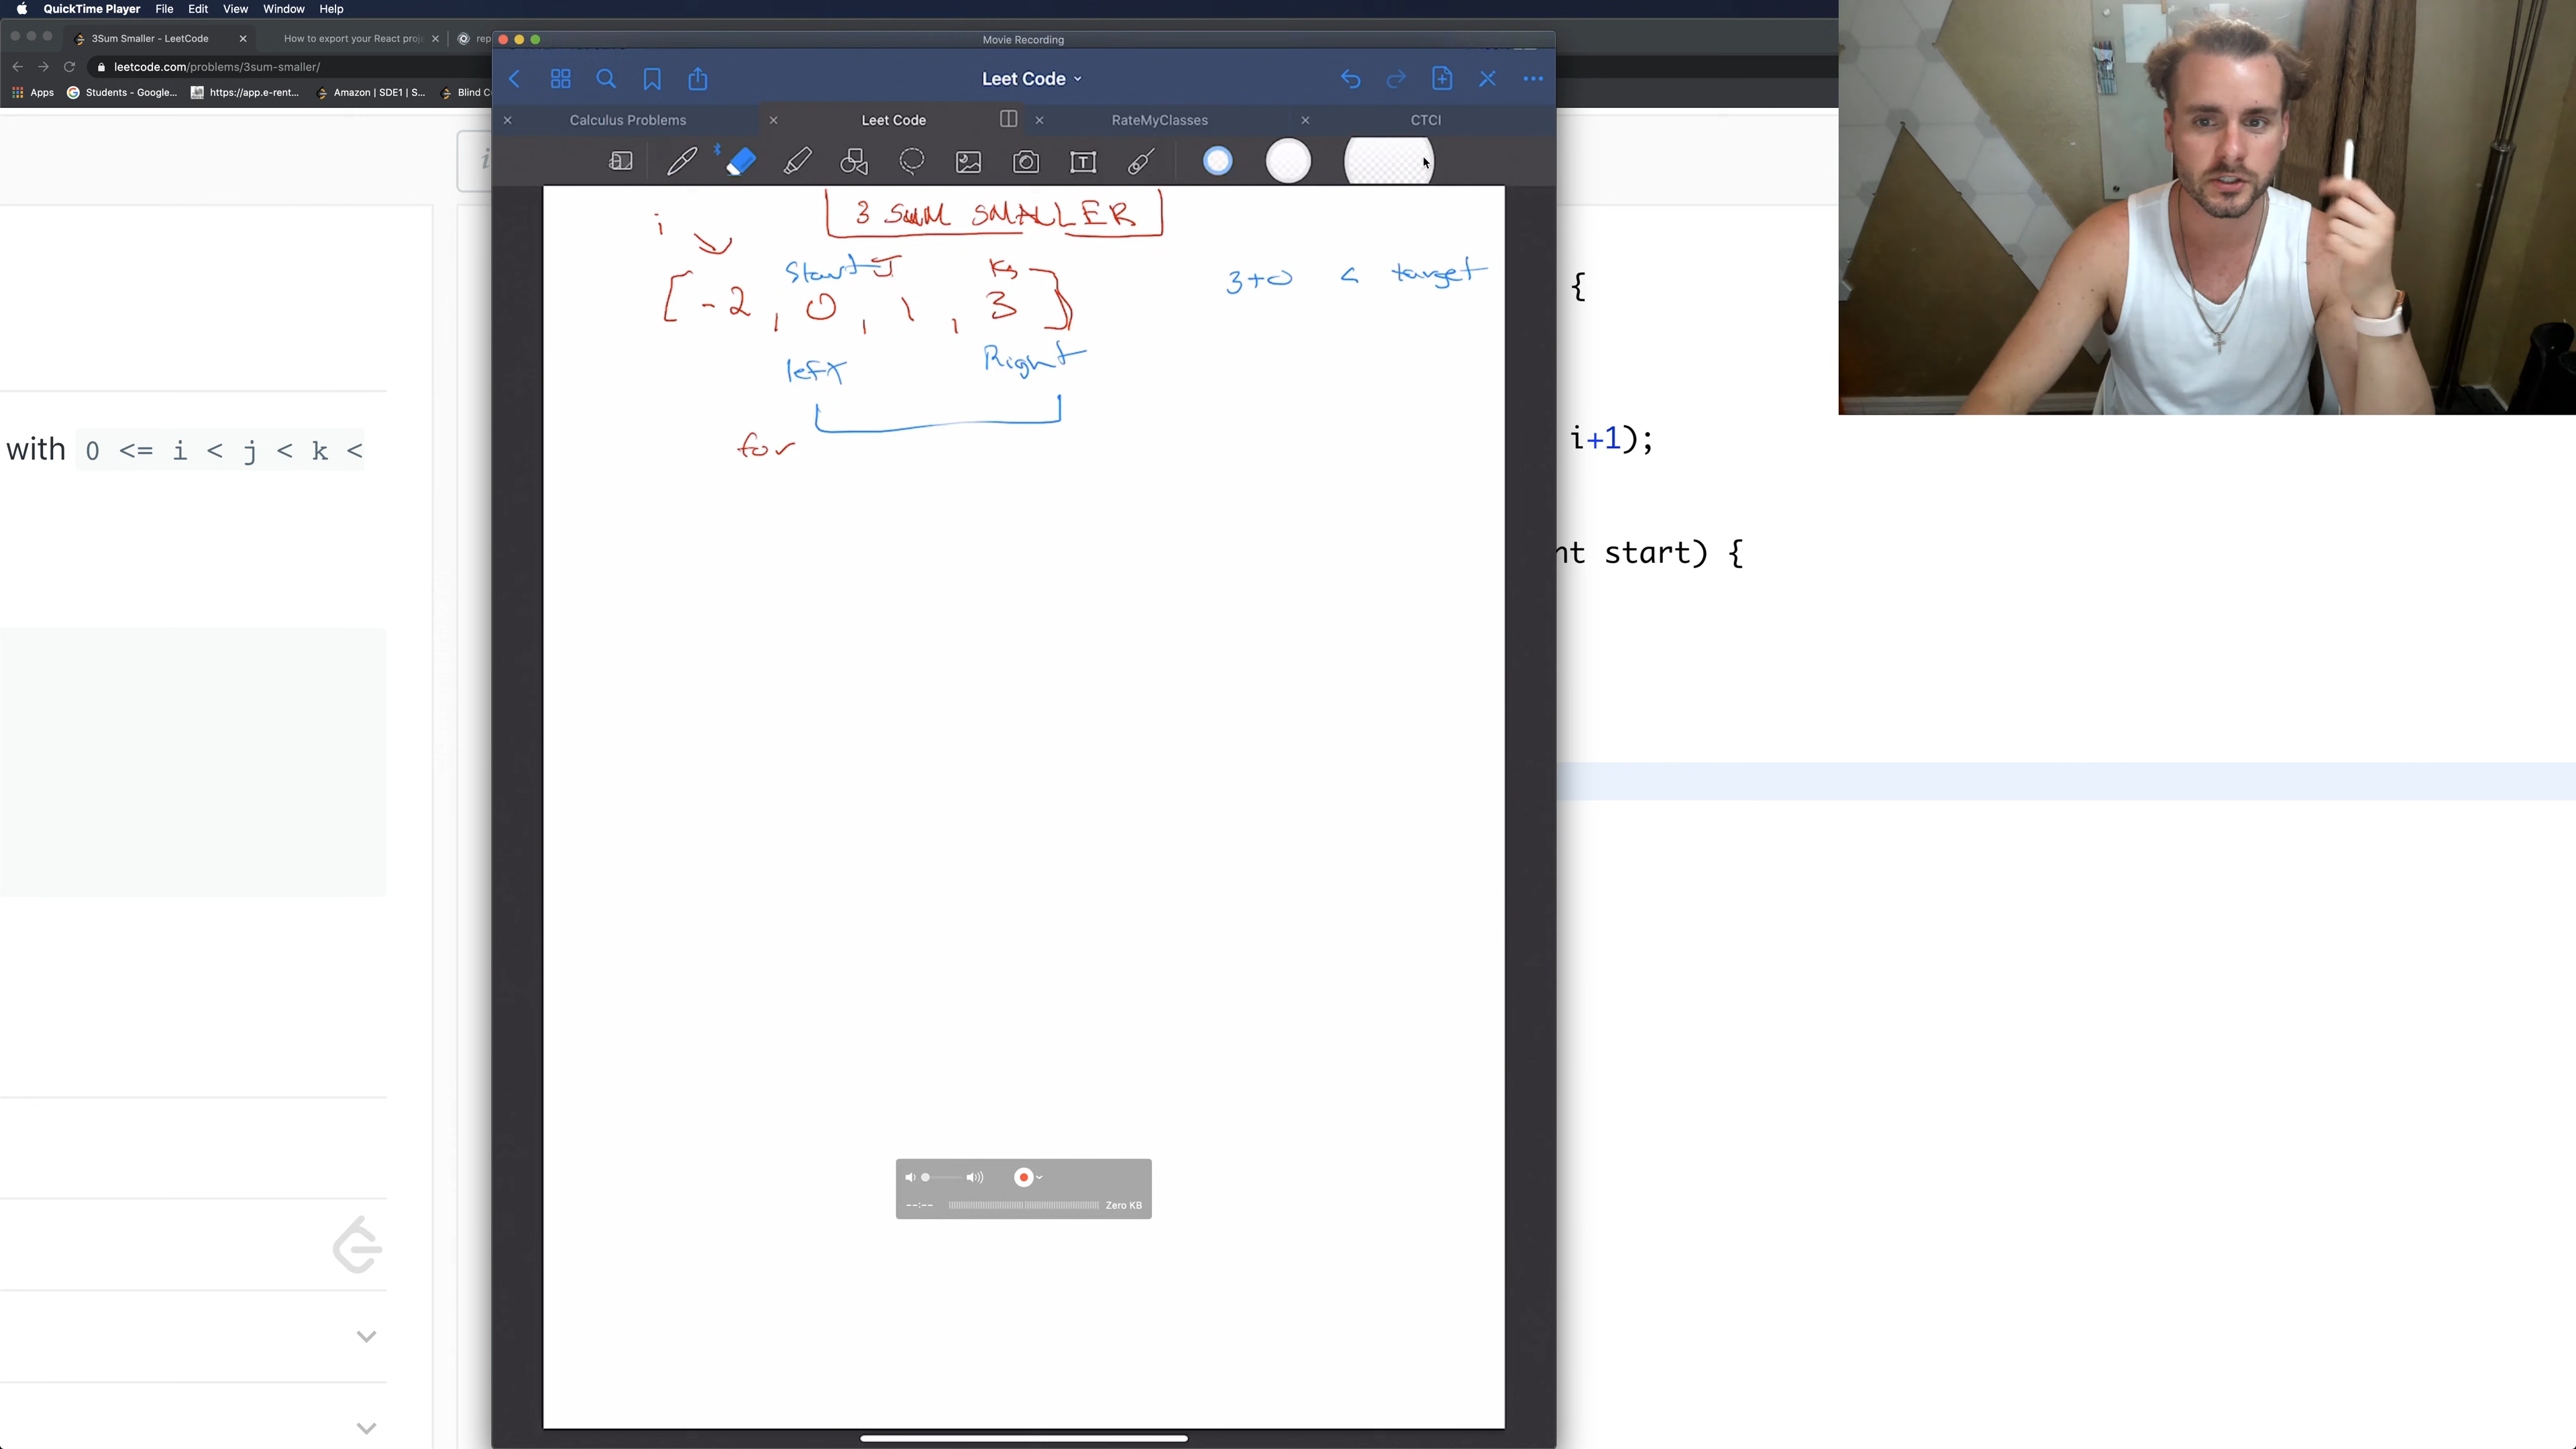 QuickTime Player File Edit View Window Help
3Sum Smaller - LeetCode
How to export your React proj
rep
leetcode.com/problems/3sum-smaller/
Apps
Students - Google...
https://app.e-rent...
Amazon | SDE1 | S...
Blind C
Movie Recording
Leet Code
Calculus Problems
Leet Code
RateMyClasses
CTCI
T
i
3 SUM SMALLER
Start J
K
3+0 < target
[-2, 0, 1, 3]
left
Right
for
with 0 <= i < j < k <
{
i+1);
nt start) {
--:--
Zero KB